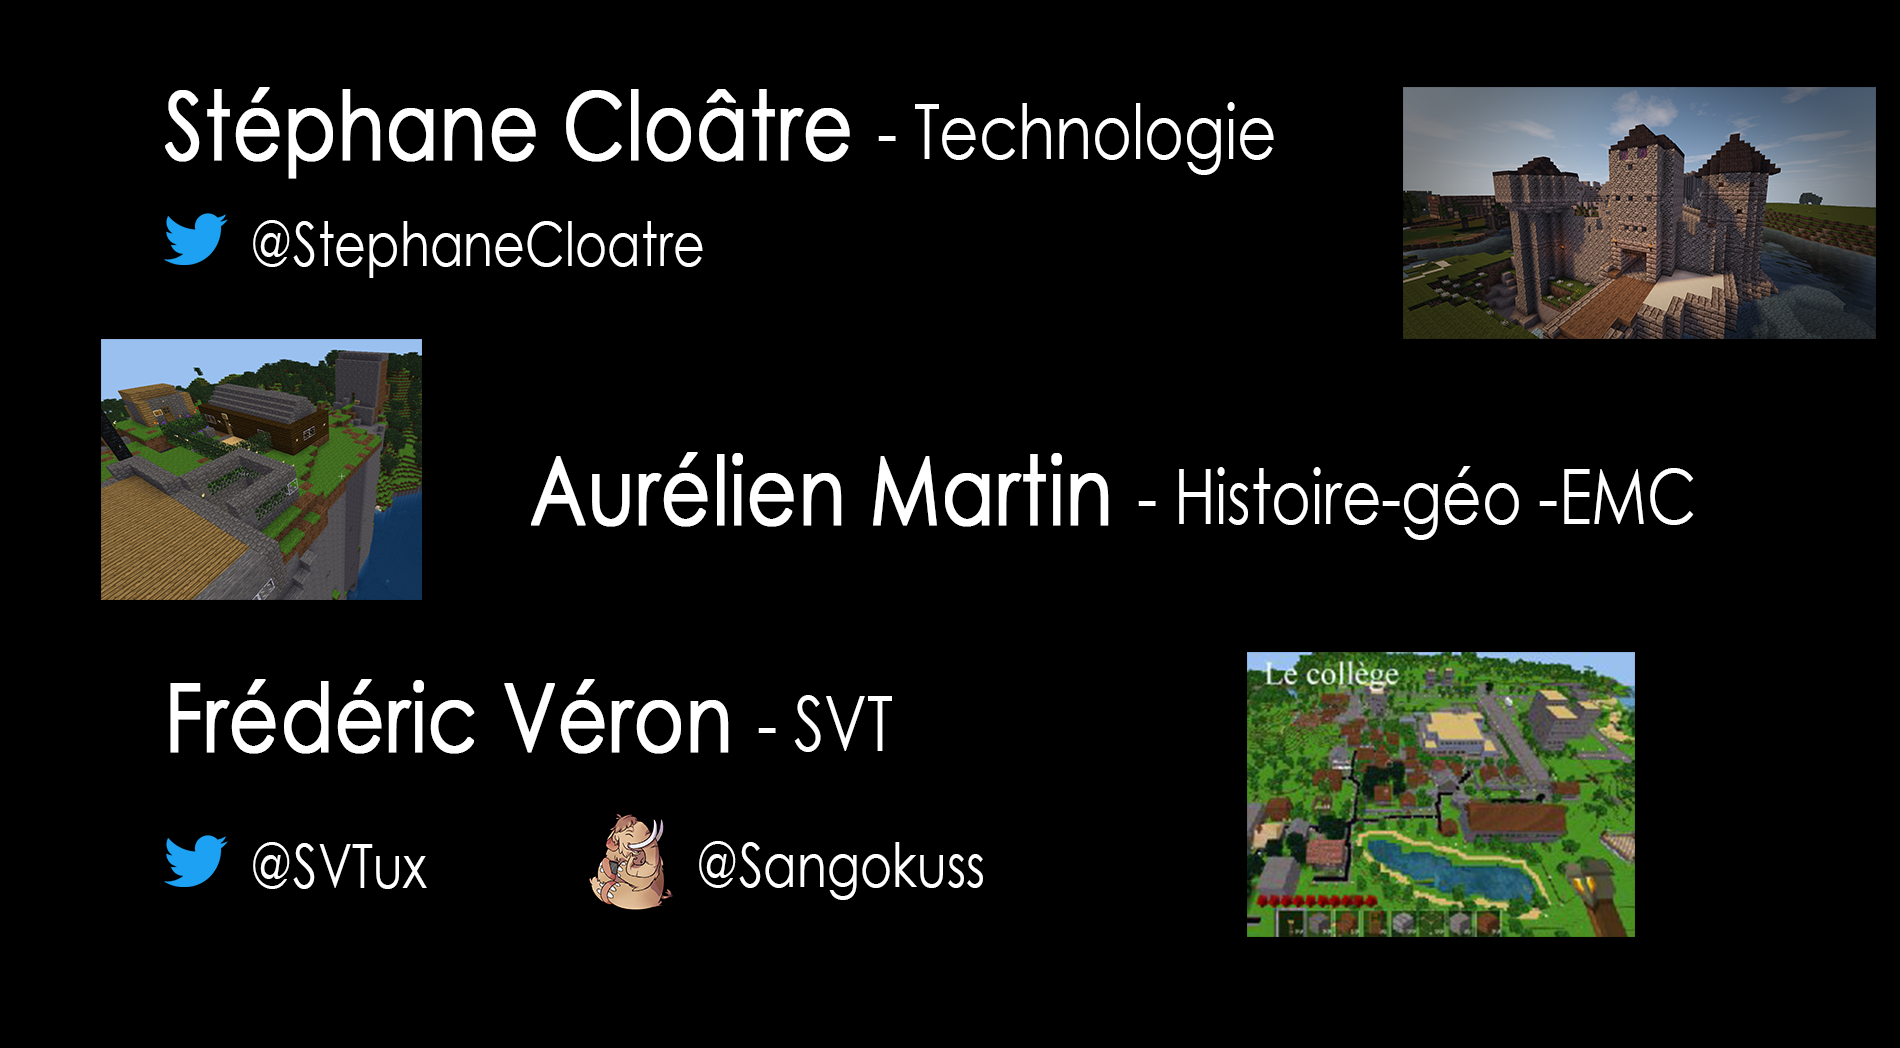 Stéphane Cloâtre - Technologie
@StephaneCloatre
Aurélien Martin - Histoire-géo -EMC
Le collège
Frédéric Véron - SVT
@SVTux
@Sangokuss